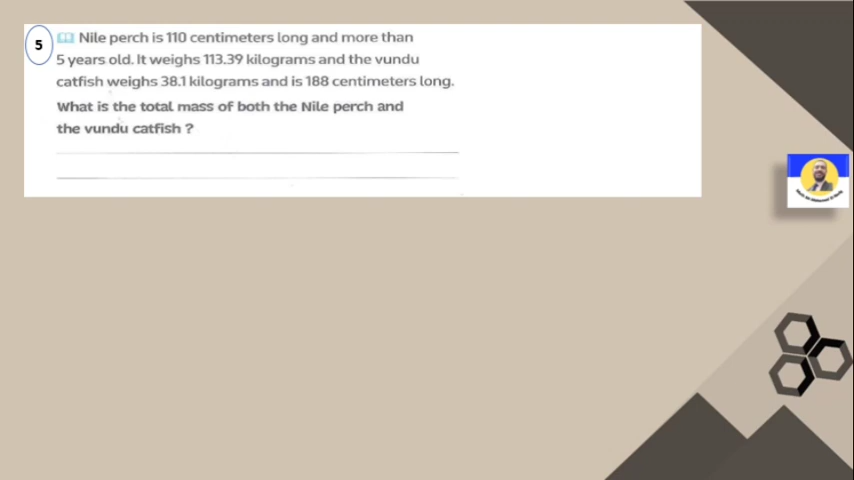 5
Nile perch is 110 centimeters long and more than
5 years old. It weighs 113.39 kilograms and the vundu
catfish weighs 38.1 kilograms and is 188 centimeters long.
What is the total mass of both the Nile perch and
the vundu catfish ?